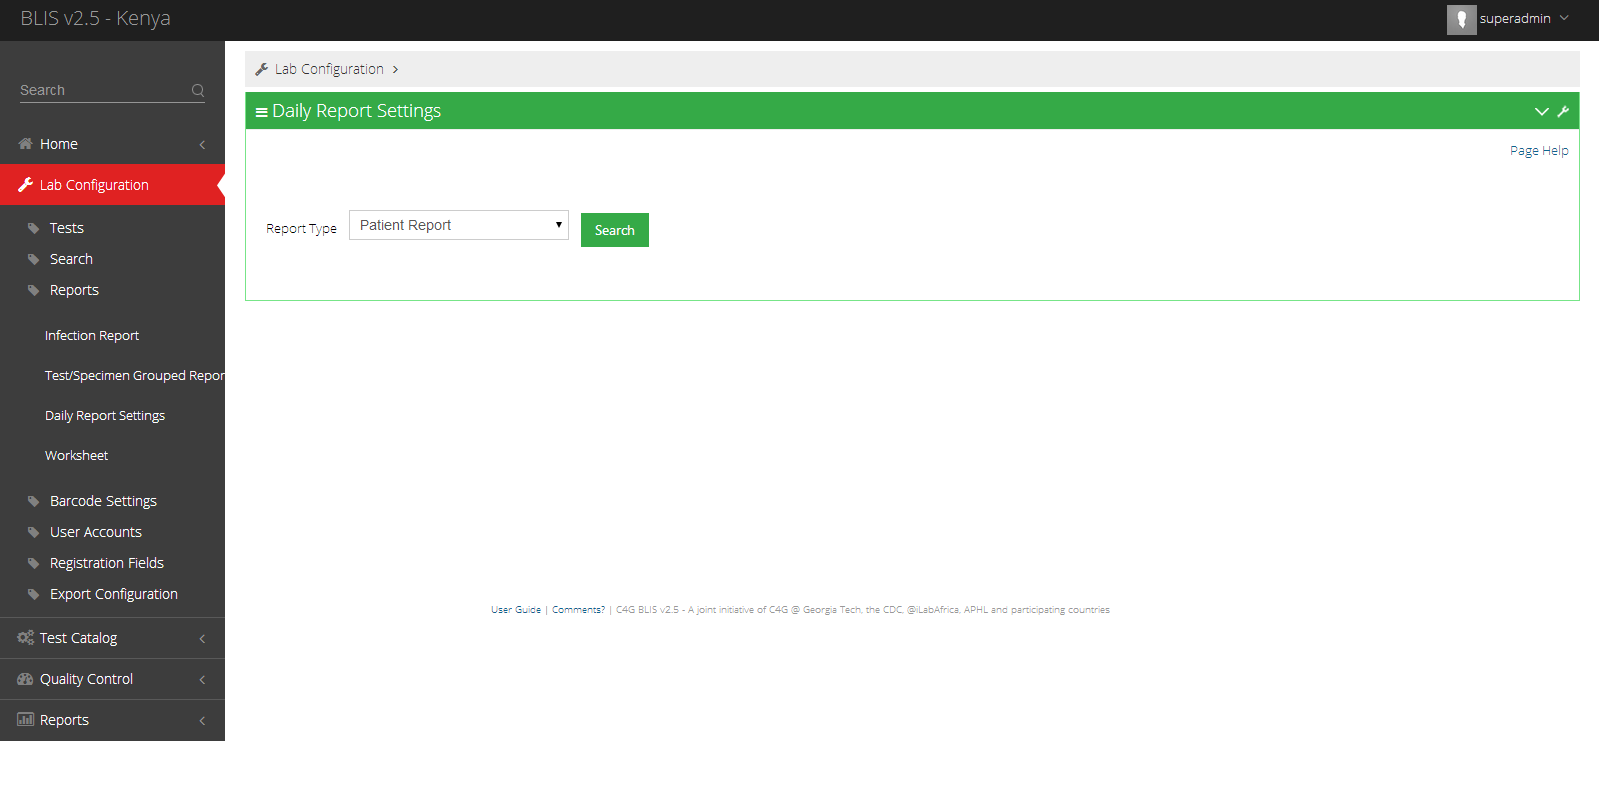 BLIS v2.5 - Kenya
superadmin
Search
Home
Lab Configuration
Tests
Search
Reports
Infection Report
Test/Specimen Grouped Repor
Daily Report Settings
Worksheet
Barcode Settings
User Accounts
Registration Fields
Export Configuration
Test Catalog
Quality Control
Reports
Lab Configuration
Daily Report Settings
Page Help
Report Type Patient Report Search
User Guide | Comments? | C4G BLIS v2.5 - A joint initiative of C4G @ Georgia Tech, the CDC, @iLabAfrica, APHL and participating countries